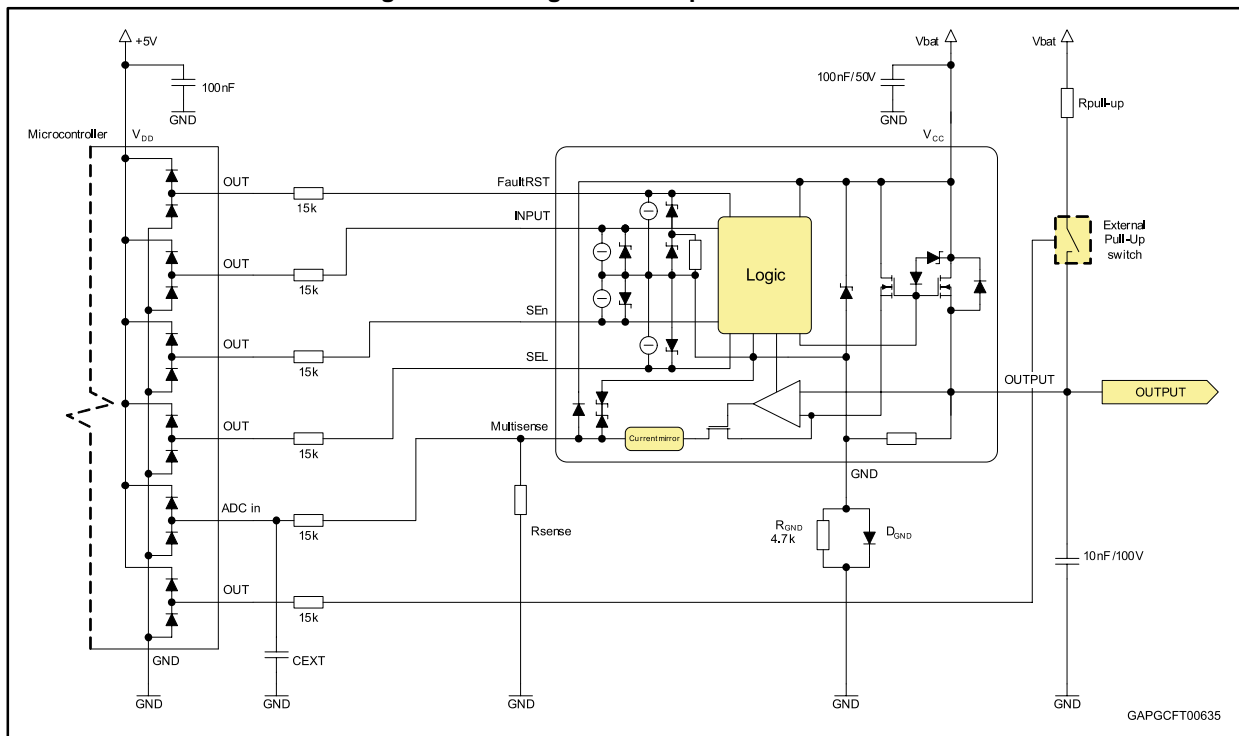 +5V
Vbat
Vbat
100nF
GND
100nF/50V
GND
Rpull-up
Microcontroller
VDD
VCC
OUT
15k
FaultRST
INPUT
OUT
15k
Logic
External
Pull-Up
switch
SEn
OUT
15k
SEL
OUTPUT
OUTPUT
OUT
15k
Multisense
Current mirror
GND
ADC in
15k
Rsense
RGND
4.7k
DGND
10nF/100V
OUT
15k
GND
CEXT
GND
GND
GND
GND
GND
GAPGCFT00635